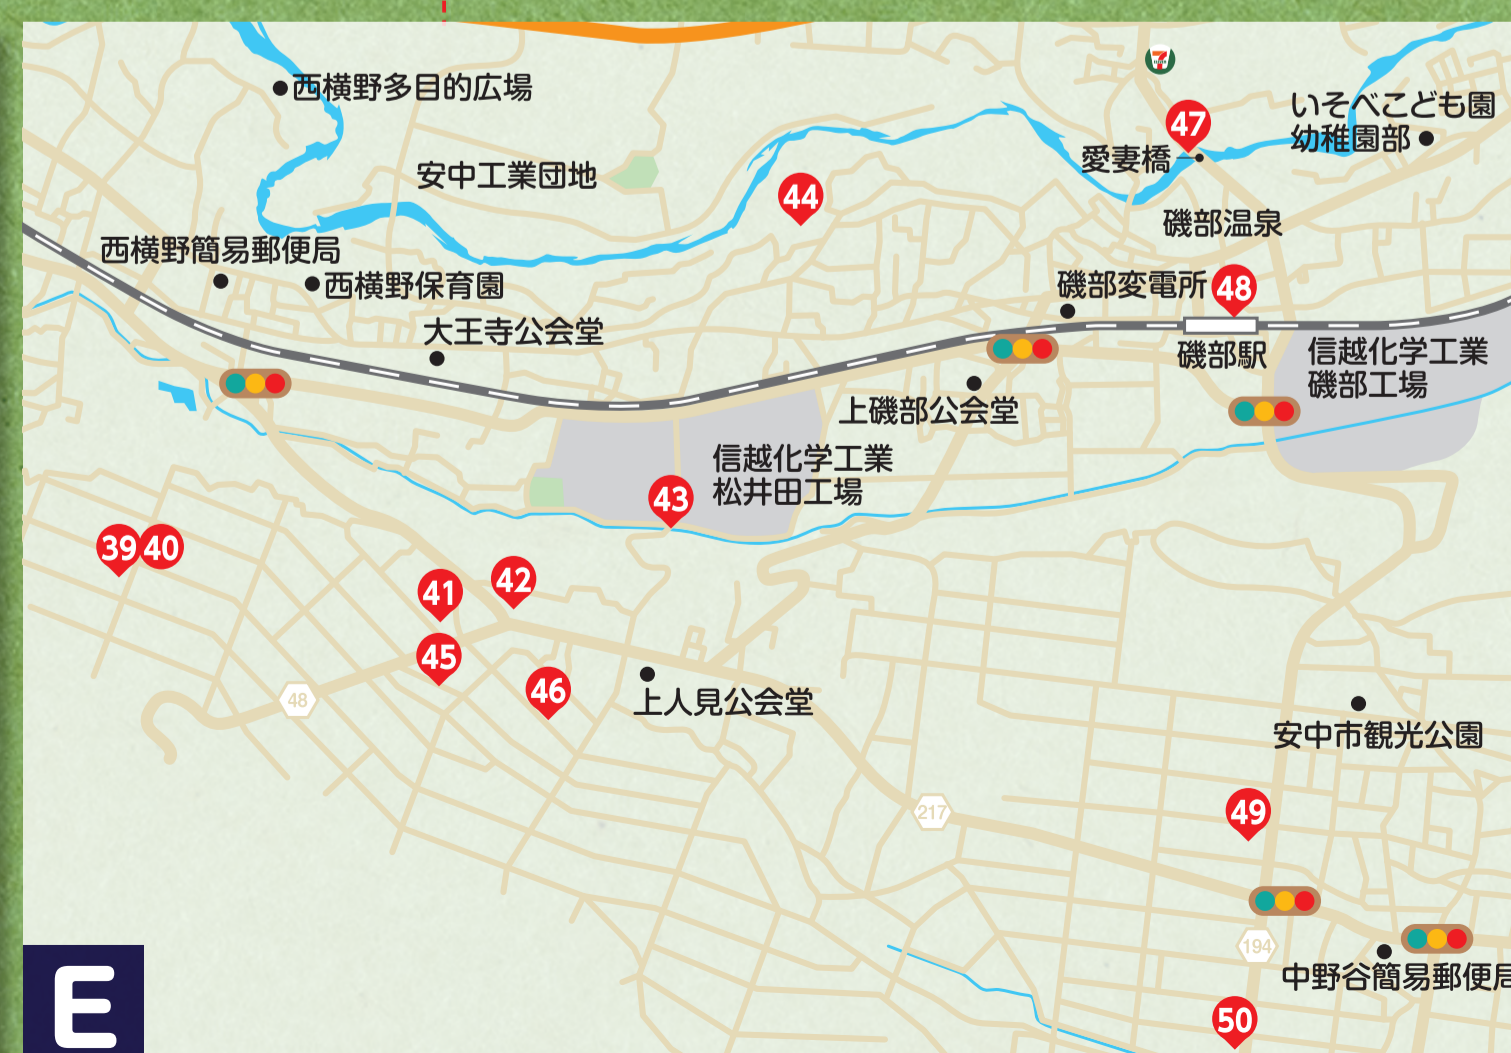 西横野多目的広場
いそべこども園
幼稚園部
47
愛妻橋
安中工業団地
44
磯部温泉
西横野簡易郵便局
西横野保育園
磯部変電所
48
大王寺公会堂
磯部駅
信越化学工業
磯部工場
上磯部公会堂
信越化学工業
松井田工場
43
39
40
41
42
45
46
48
上人見公会堂
安中市観光公園
217
49
194
中野谷簡易郵便局
50
E